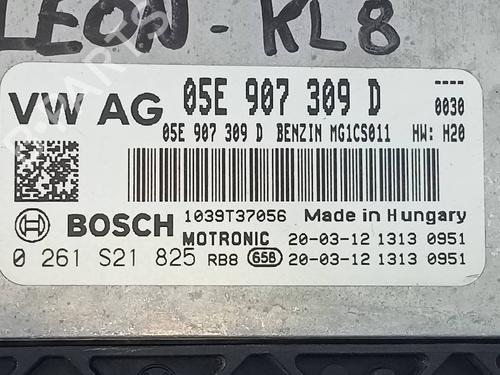 LEON-KL8
VW AG 05E 907 309 D ----
0030
05E 907 309 D BENZIN MG1CS011 HW: H20
BOSCH 1039T37056 Made in Hungary
MOTRONIC 20-03-12 1313 0951
0 261 S21 825 RB8 65B 20-03-12 1313 0951